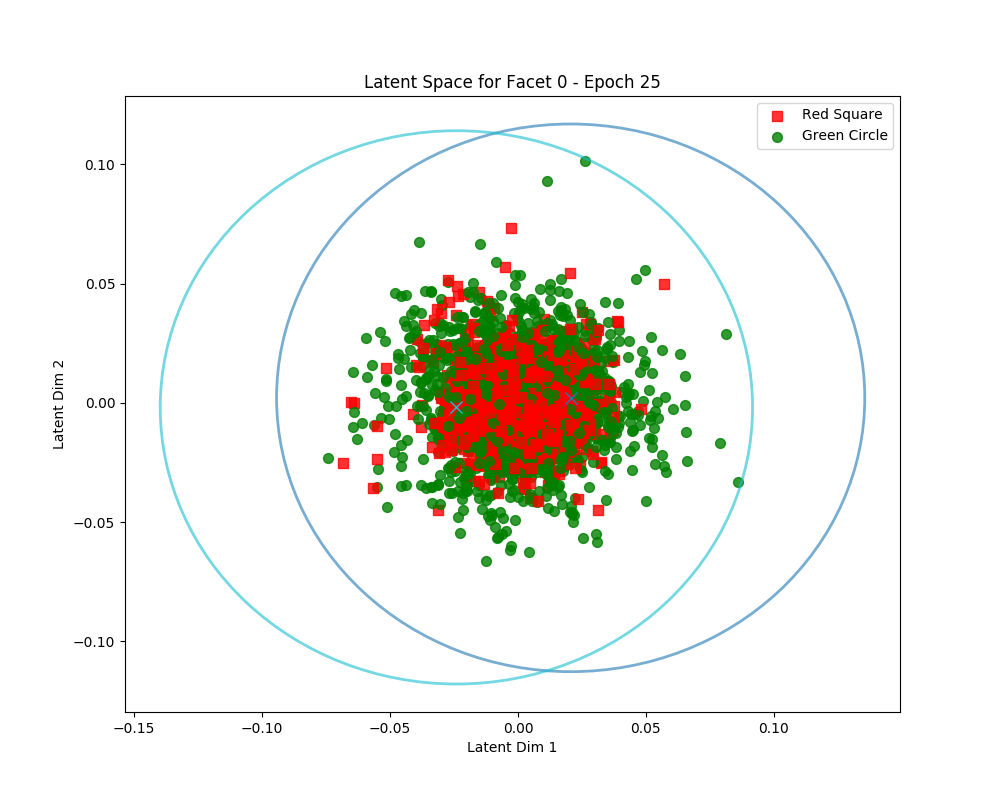 Latent Space for Facet 0 - Epoch 25
Red Square
Green Circle
0.10
0.05
0.00
−0.05
−0.10
Latent Dim 2
−0.15
−0.10
−0.05
0.00
0.05
0.10
Latent Dim 1